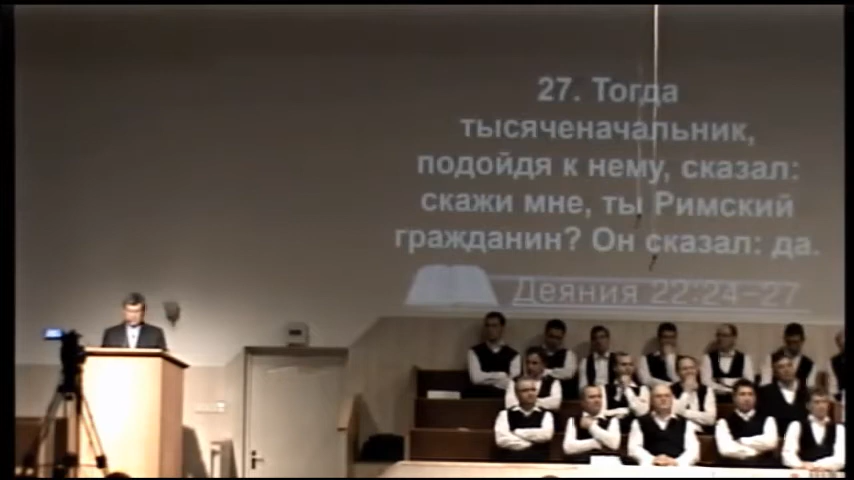 27. Тогда
тысяченачальник,
подойдя к нему, сказал:
скажи мне, ты Римский
гражданин? Он сказал: да.
Деяния 22:24-27